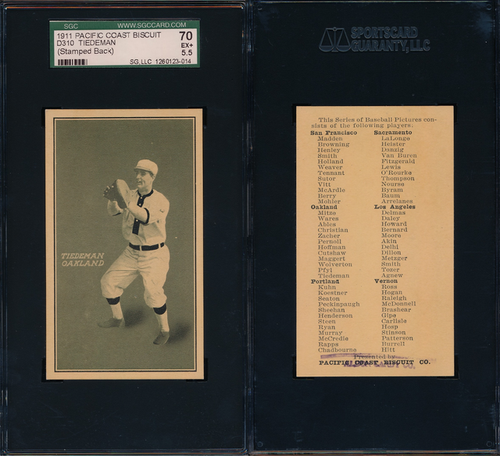 SGC
WWW.SGCCARD.COM
1911 PACIFIC COAST BISCUIT
D310 TIEDEMAN
(Stamped Back)
70
EX+
5.5
SG, LLC 1260123-014
TIEDEMAN
OAKLAND
SPORTSCARD
GUARANTY, LLC
This Series of Baseball Pictures con-
sists of the following players:
San Francisco Sacramento
Madden LaLonge
Browning Heister
Henley Danzig
Smith Van Buren
Holland Fitzgerald
Weaver Lewis
Tennant O'Rourke
Sutor Thompson
Vitt Nourse
McArdle Byram
Berry Baum
Mohler Arrelanes
Oakland Los Angeles
Mitze Delmas
Wares Daley
Ables Howard
Christian Bernard
Zacher Moore
Pernoll Akin
Hoffman Delhi
Cutshaw Dillon
Maggert Metzger
Wolverton Smith
Pfyl Tozer
Tiedeman Agnew
Portland Vernon
Kuhn Ross
Koestner Hogan
Seaton Raleigh
Peckinpaugh McDonnell
Sheehan Brashear
Henderson Gips
Steen Carlisle
Ryan Hosp
Murray Stinson
McCredie Patterson
Rapps Burrell
Chadbourne Hitt
Presented by
PACIFIC COAST BISCUIT CO.